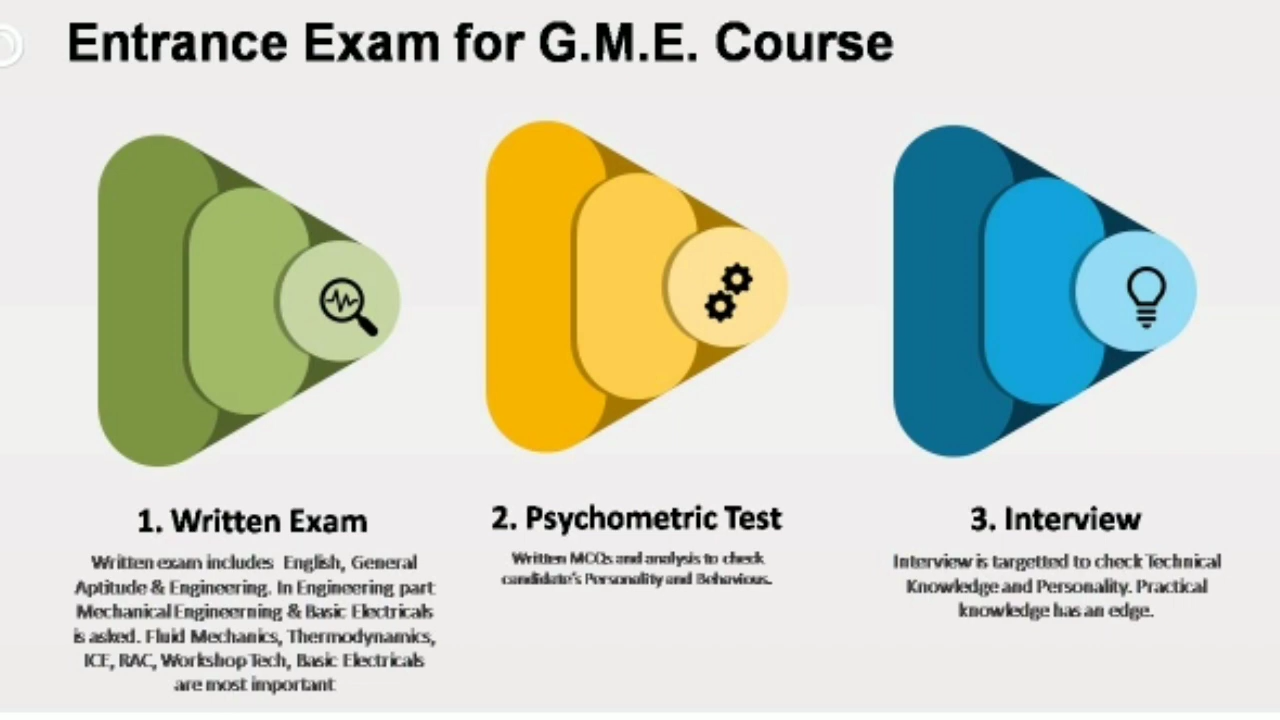 Entrance Exam for G.M.E. Course
1. Written Exam
Written exam includes English, General
Aptitude & Engineering. In Engineering part
Mechanical Engineerning & Basic Electricals
is asked. Fluid Mechanics, Thermodynamics,
ICE, RAC, Workshop Tech, Basic Electricals
are most important
2. Psychometric Test
Written MCQs and analysis to check
candidate's Personality and Behavious.
3. Interview
Interview is targetted to check Technical
Knowledge and Personality. Practical
knowledge has an edge.